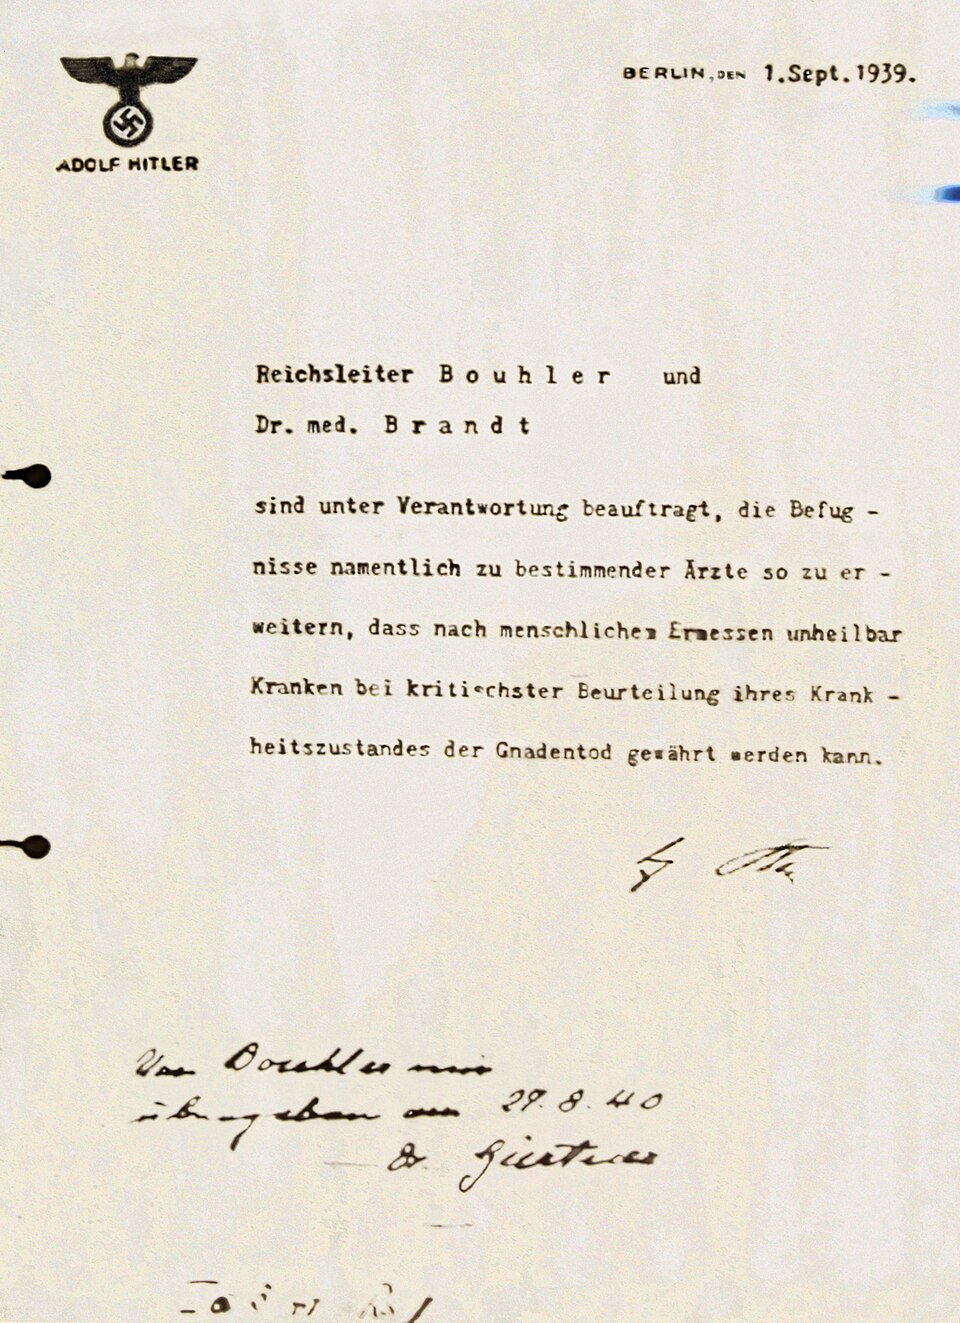 ADOLF HITLER
BERLIN, DEN 1.Sept.1939.
Reichsleiter Bouhler und
Dr. med. Brandt
sind unter Verantwortung beauftragt, die Befug -
nisse namentlich zu bestimmender Ärzte so zu er -
weitern, dass nach menschlichem Ermessen unheilbar
Kranken bei kritischster Beurteilung ihres Krank -
heitszustandes der Gnadentod gewährt werden kann.
Von Bouhler mir
übergeben am 27.8.40
Dr. Gürtner